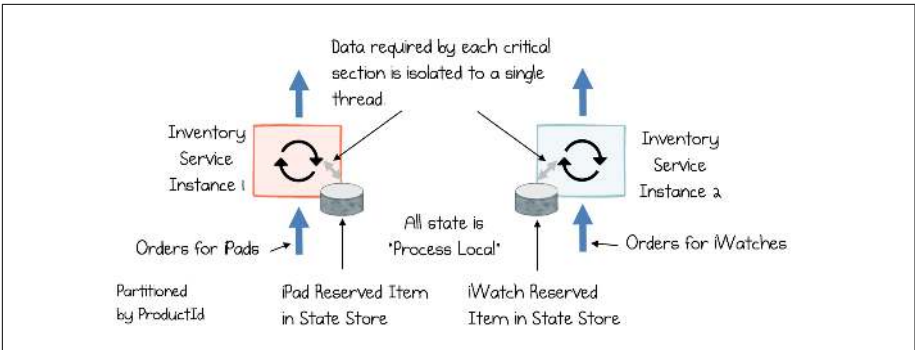 Data required by each critical
section is isolated to a single
thread.
Inventory
Service
Instance 1
Inventory
Service
Instance 2
All state is
"Process Local"
Orders for iPads
Orders for iWatches
Partitioned
by ProductId
iPad Reserved Item
in State Store
iWatch Reserved
Item in State Store